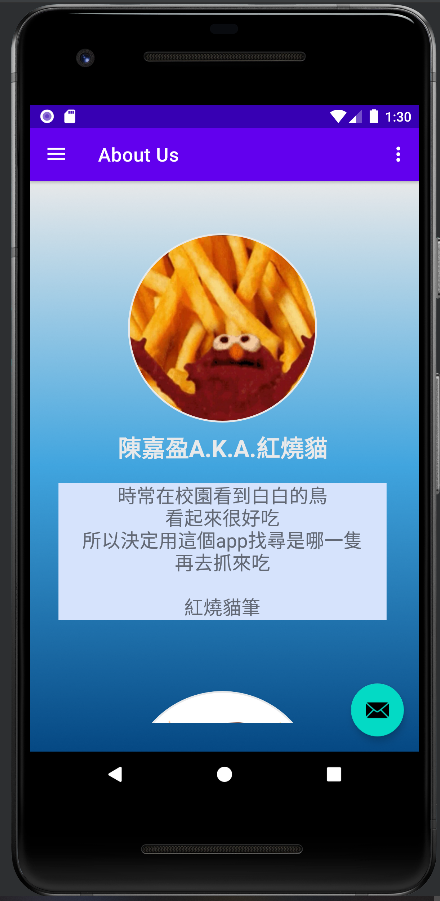 1:30
About Us
陳嘉盈A.K.A.紅燒貓
時常在校園看到白白的鳥
看起來很好吃
所以決定用這個app找尋是哪一隻
再去抓來吃
紅燒貓筆